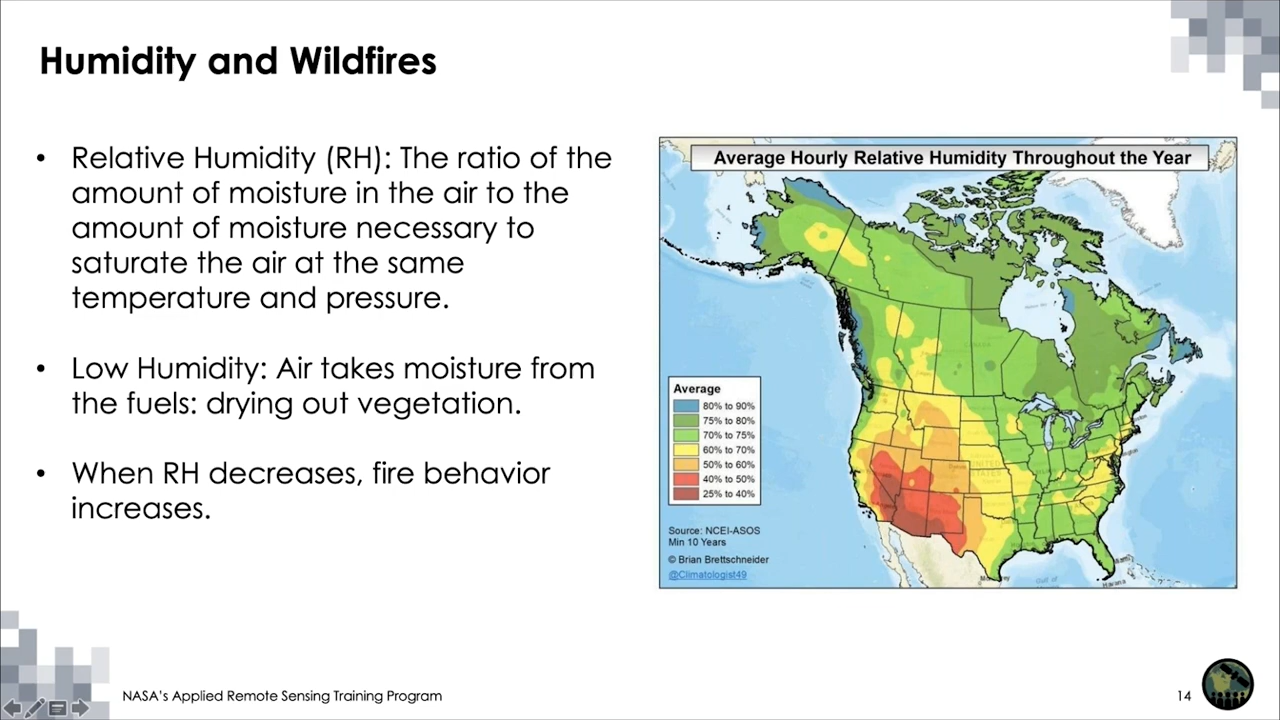 Humidity and Wildfires
• Relative Humidity (RH): The ratio of the
amount of moisture in the air to the
amount of moisture necessary to
saturate the air at the same
temperature and pressure.
• Low Humidity: Air takes moisture from
the fuels: drying out vegetation.
• When RH decreases, fire behavior
increases.
Average Hourly Relative Humidity Throughout the Year
Average
80% to 90%
75% to 80%
70% to 75%
60% to 70%
50% to 60%
40% to 50%
25% to 40%
Source: NCEI-ASOS
Min 10 Years
© Brian Brettschneider
@Climatologist49
Havana
NASA's Applied Remote Sensing Training Program
14